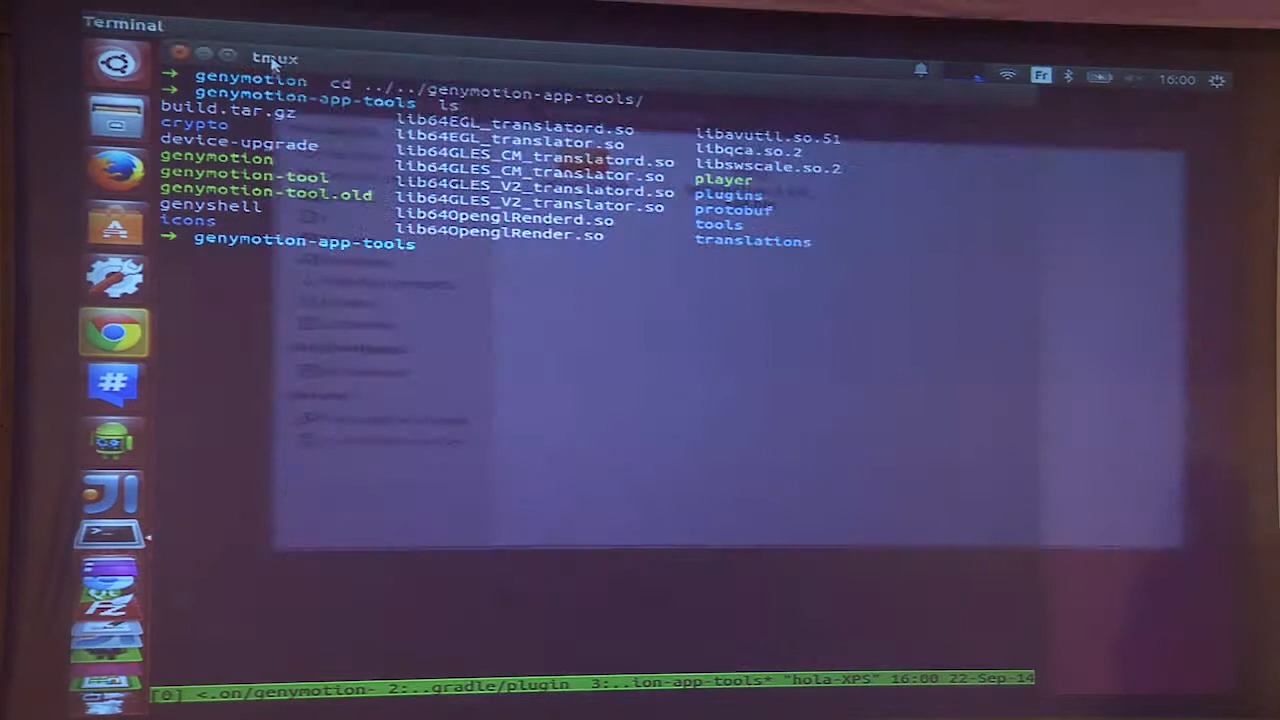 Terminal
tmux
Fr
16:00
→ genymotion cd ../../genymotion-app-tools/
→ genymotion-app-tools ls
build.tar.gz lib64EGL_translatord.so libavutil.so.51
crypto lib64EGL_translator.so libqca.so.2
device-upgrade lib64GLES_CM_translatord.so libswscale.so.2
genymotion lib64GLES_CM_translator.so player
genymotion-tool lib64GLES_V2_translatord.so plugins
genymotion-tool.old lib64GLES_V2_translator.so protobuf
genyshell lib64OpenglRenderd.so tools
icons lib64OpenglRender.so translations
→ genymotion-app-tools
[0] <.on/genymotion- 2:..gradle/plugin 3:..ion-app-tools* "hola-XPS" 16:00 22-Sep-14